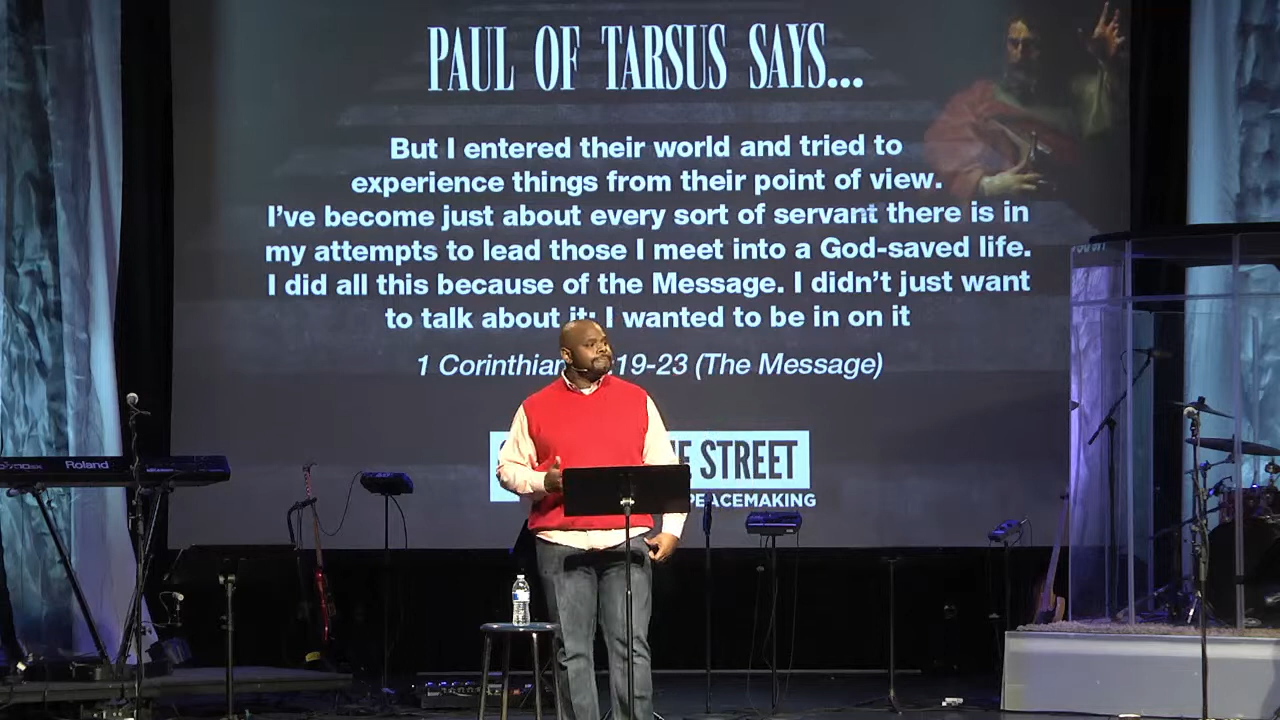 PAUL OF TARSUS SAYS...
But I entered their world and tried to
experience things from their point of view.
I've become just about every sort of servant there is in
my attempts to lead those I meet into a God-saved life.
I did all this because of the Message. I didn't just want
to talk about it; I wanted to be in on it
1 Corinthian 19-23 (The Message)
STREET
PEACEMAKING
Roland